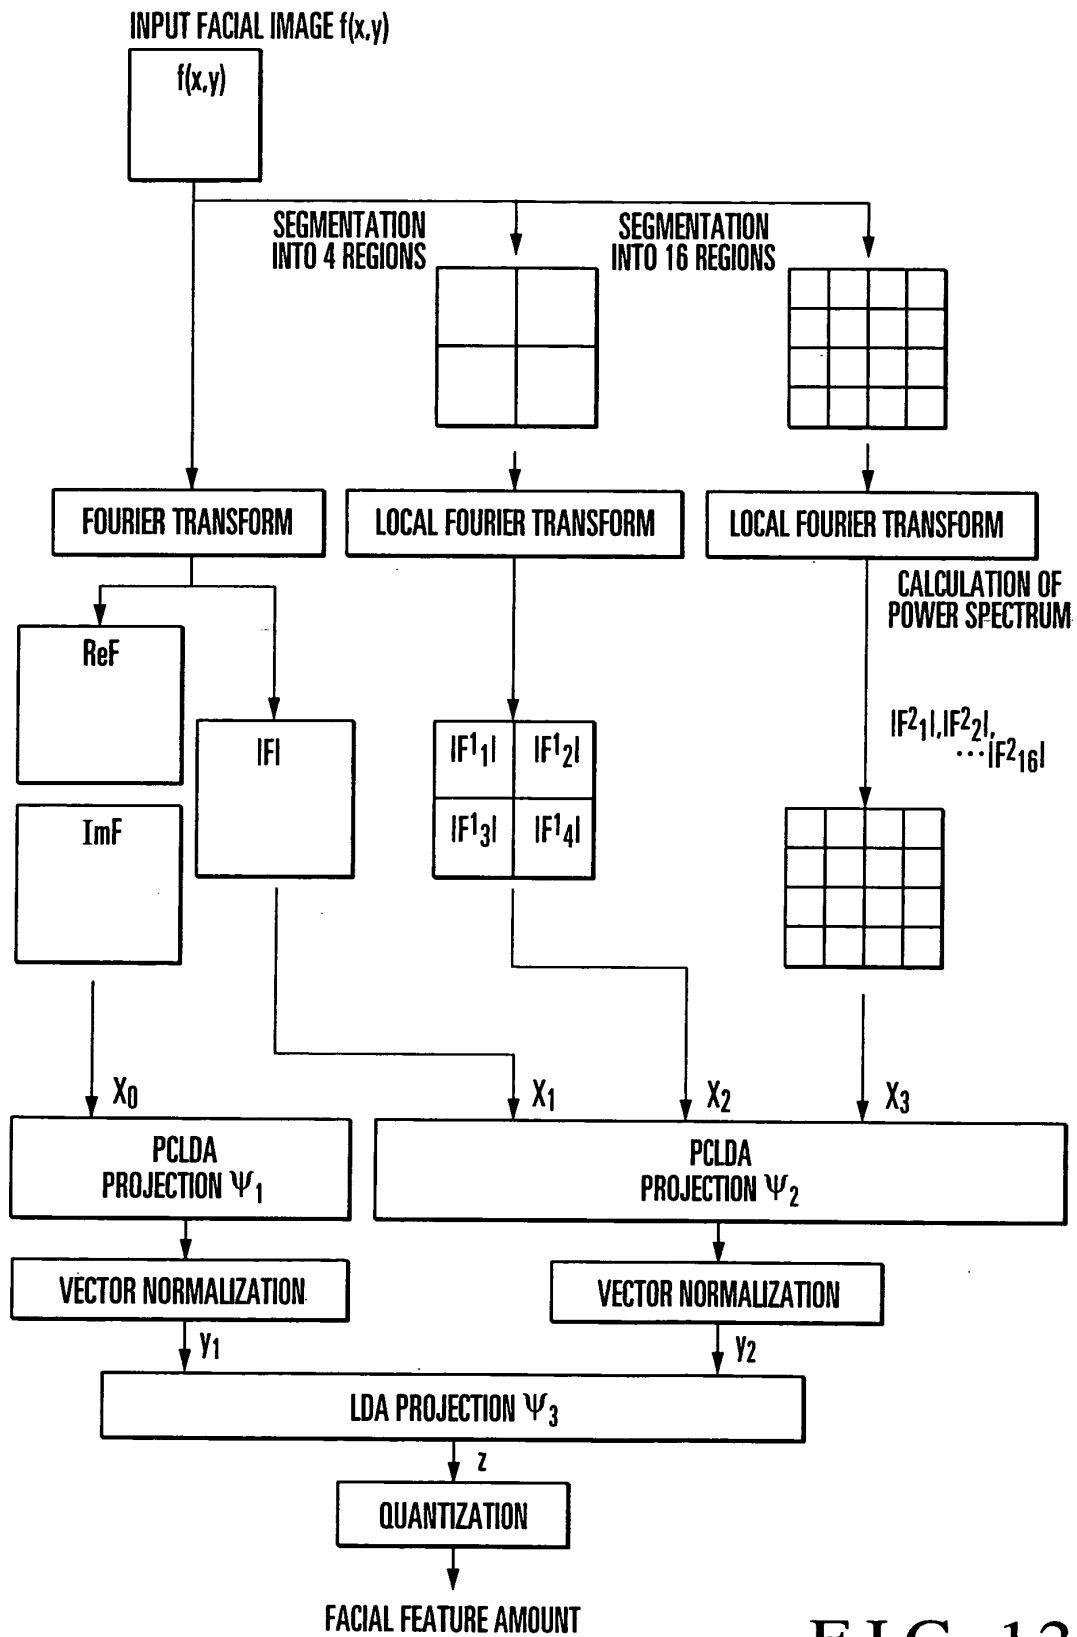 INPUT FACIAL IMAGE f(x,y)
f(x,y)
SEGMENTATION
INTO 4 REGIONS
SEGMENTATION
INTO 16 REGIONS
FOURIER TRANSFORM
LOCAL FOURIER TRANSFORM
LOCAL FOURIER TRANSFORM
CALCULATION OF
POWER SPECTRUM
ReF
|F|
ImF
|F¹₁|
|F¹₂|
|F¹₃|
|F¹₄|
|F²₁|,|F²₂|,
···|F²₁₆|
X₀
X₁
X₂
X₃
PCLDA
PROJECTION Ψ₁
PCLDA
PROJECTION Ψ₂
VECTOR NORMALIZATION
VECTOR NORMALIZATION
y₁
y₂
LDA PROJECTION Ψ₃
z
QUANTIZATION
FACIAL FEATURE AMOUNT